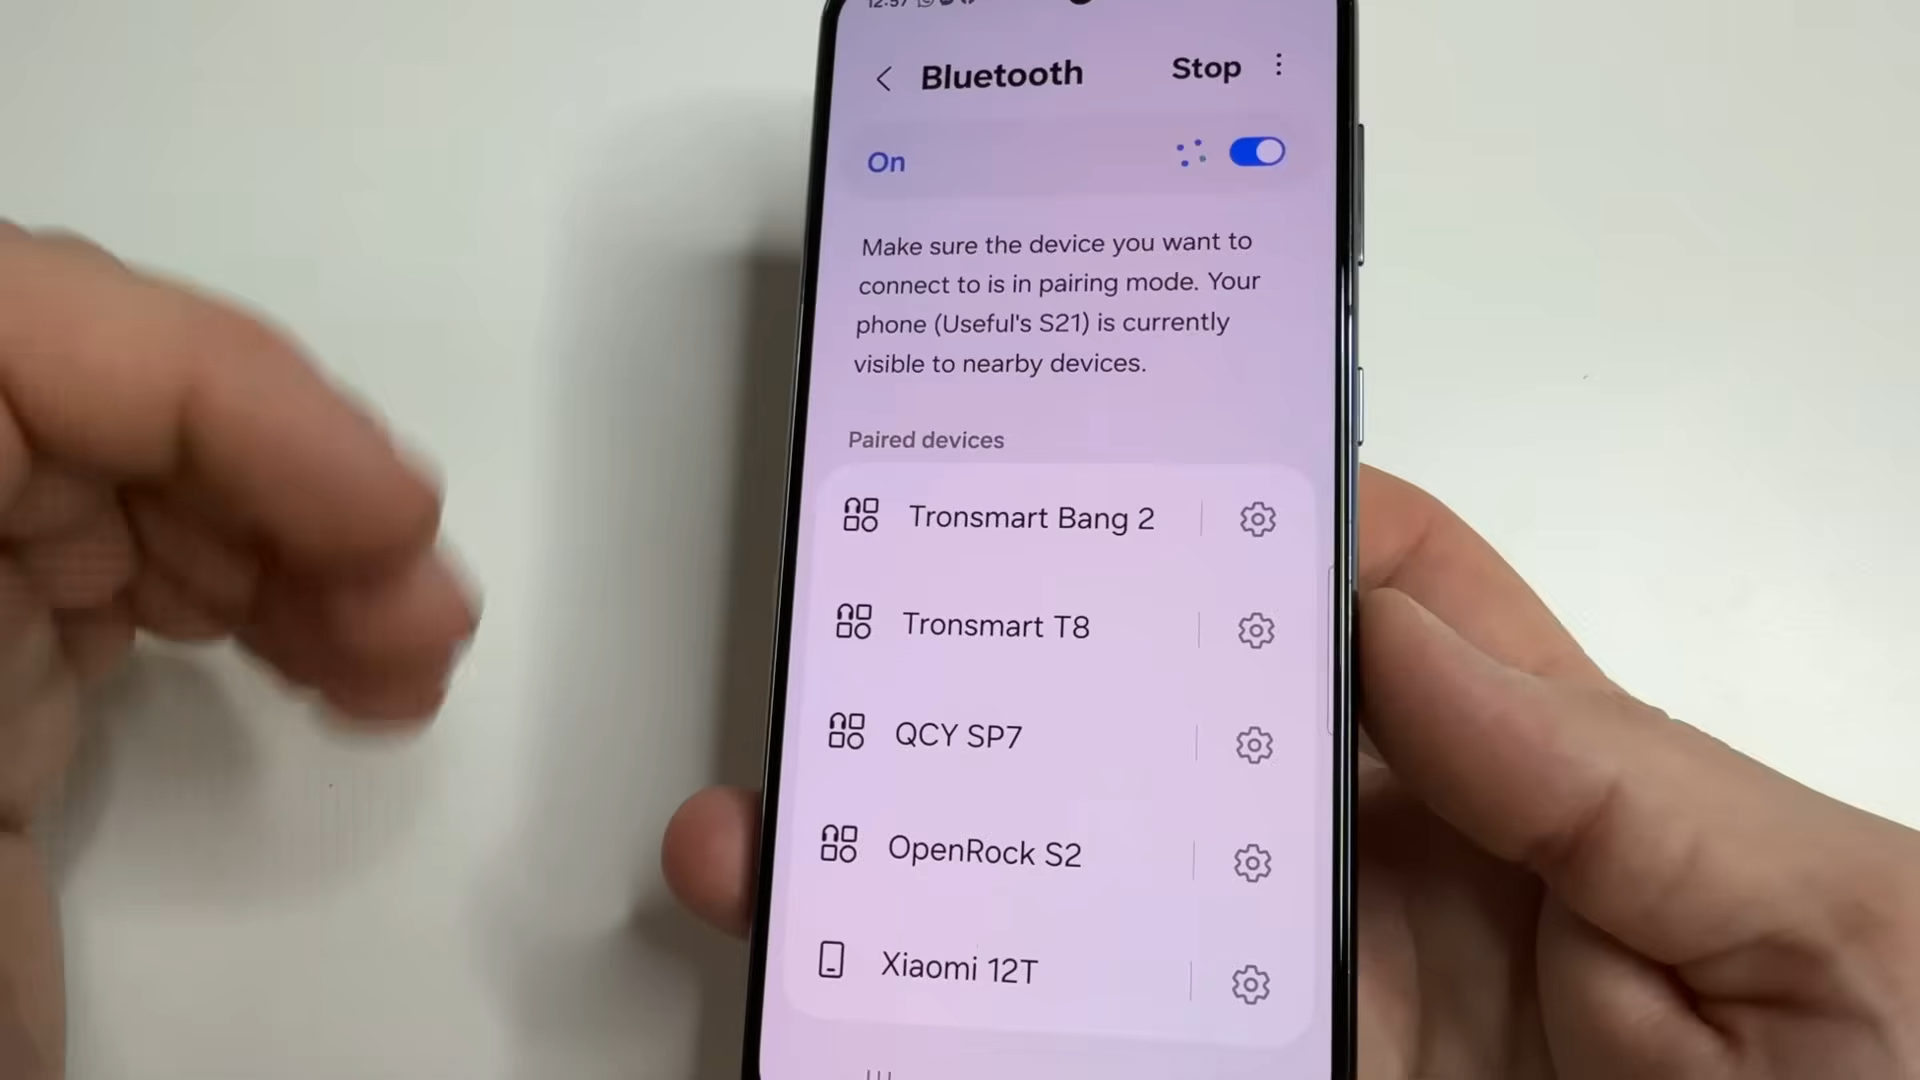 12:57
Bluetooth
Stop
On
Make sure the device you want to
connect to is in pairing mode. Your
phone (Useful's S21) is currently
visible to nearby devices.
Paired devices
Tronsmart Bang 2
Tronsmart T8
QCY SP7
OpenRock S2
Xiaomi 12T